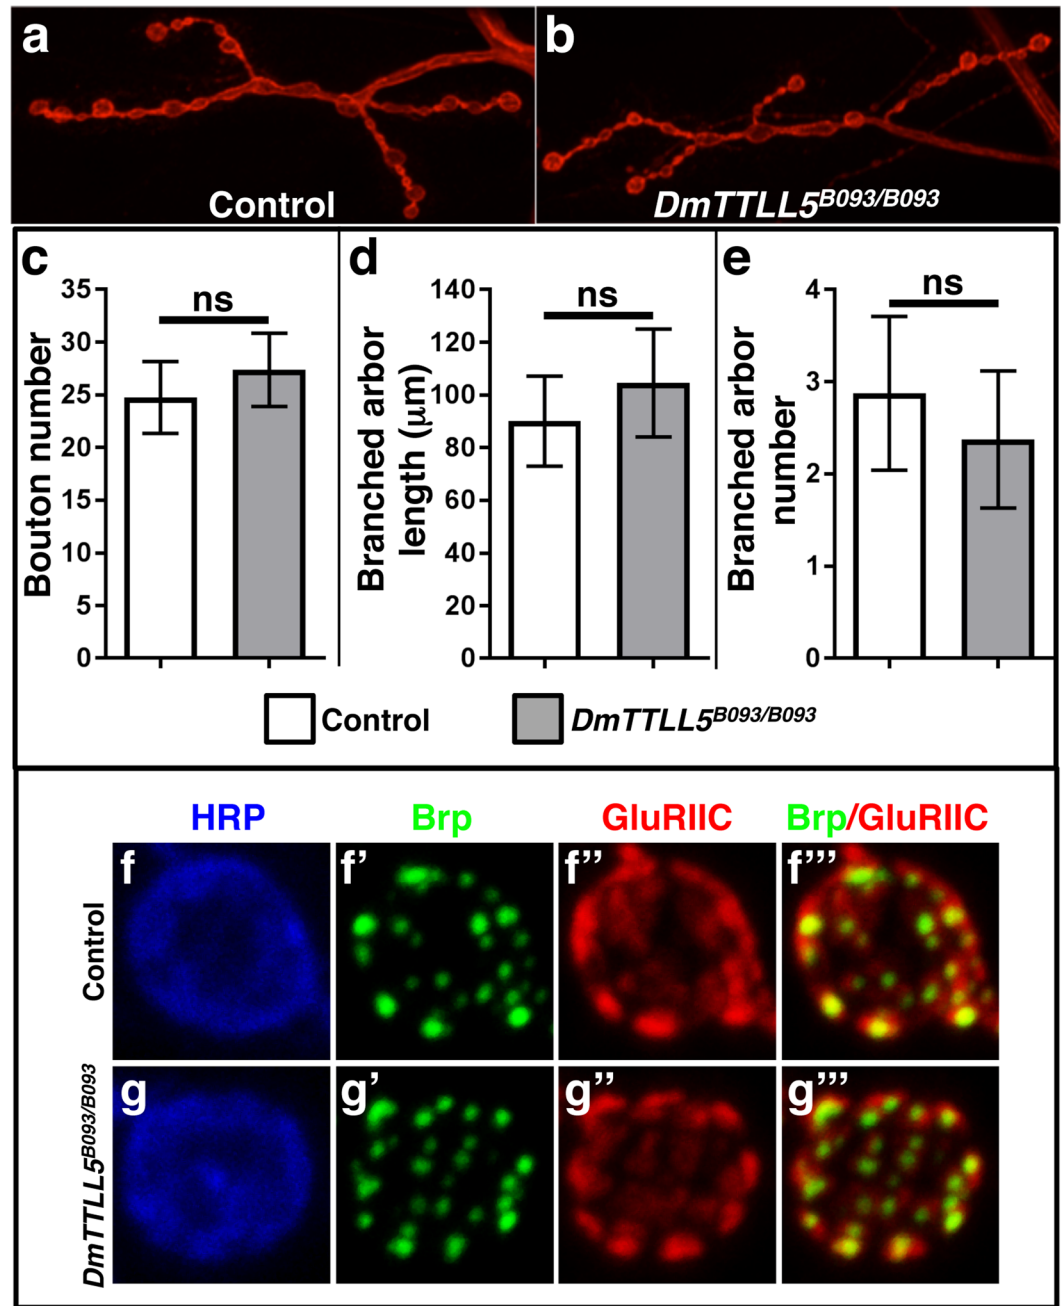 a
b
Control
DmTTLL5B093/B093
c
d
e
Bouton number
35
30
25
20
15
10
5
0
ns
Branched arbor
length (μm)
140
120
100
80
60
40
20
0
ns
Branched arbor
number
4
3
2
1
0
ns
Control
DmTTLL5B093/B093
HRP
Brp
GluRIIC
Brp/GluRIIC
Control
f
f’
f’’
f’’’
DmTTLL5B093/B093
g
g’
g’’
g’’’